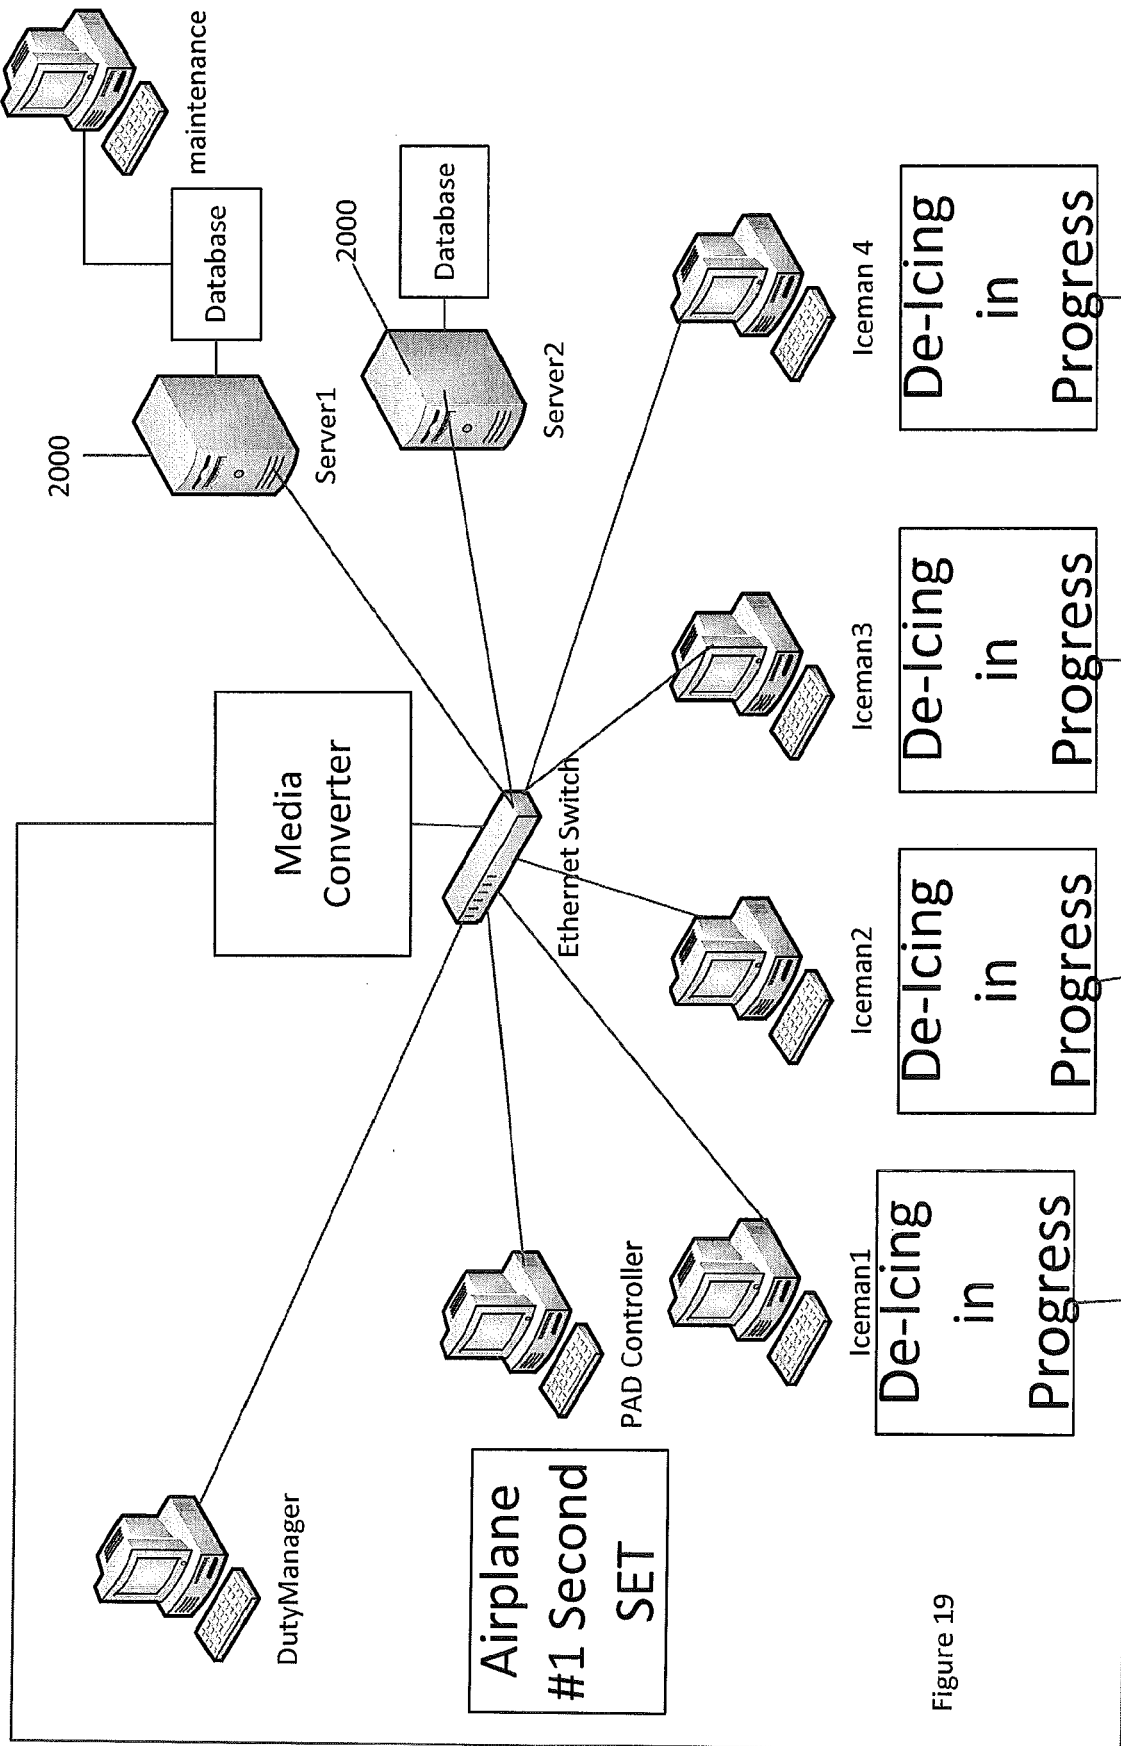 maintenance
Database
2000
Server1
2000
Database
Server2
Media
Converter
Ethernet Switch
DutyManager
PAD Controller
Airplane
#1 Second
SET
Iceman1
Iceman2
Iceman3
Iceman 4
De-Icing
in
Progress
De-Icing
in
Progress
De-Icing
in
Progress
De-Icing
in
Progress
Figure 19